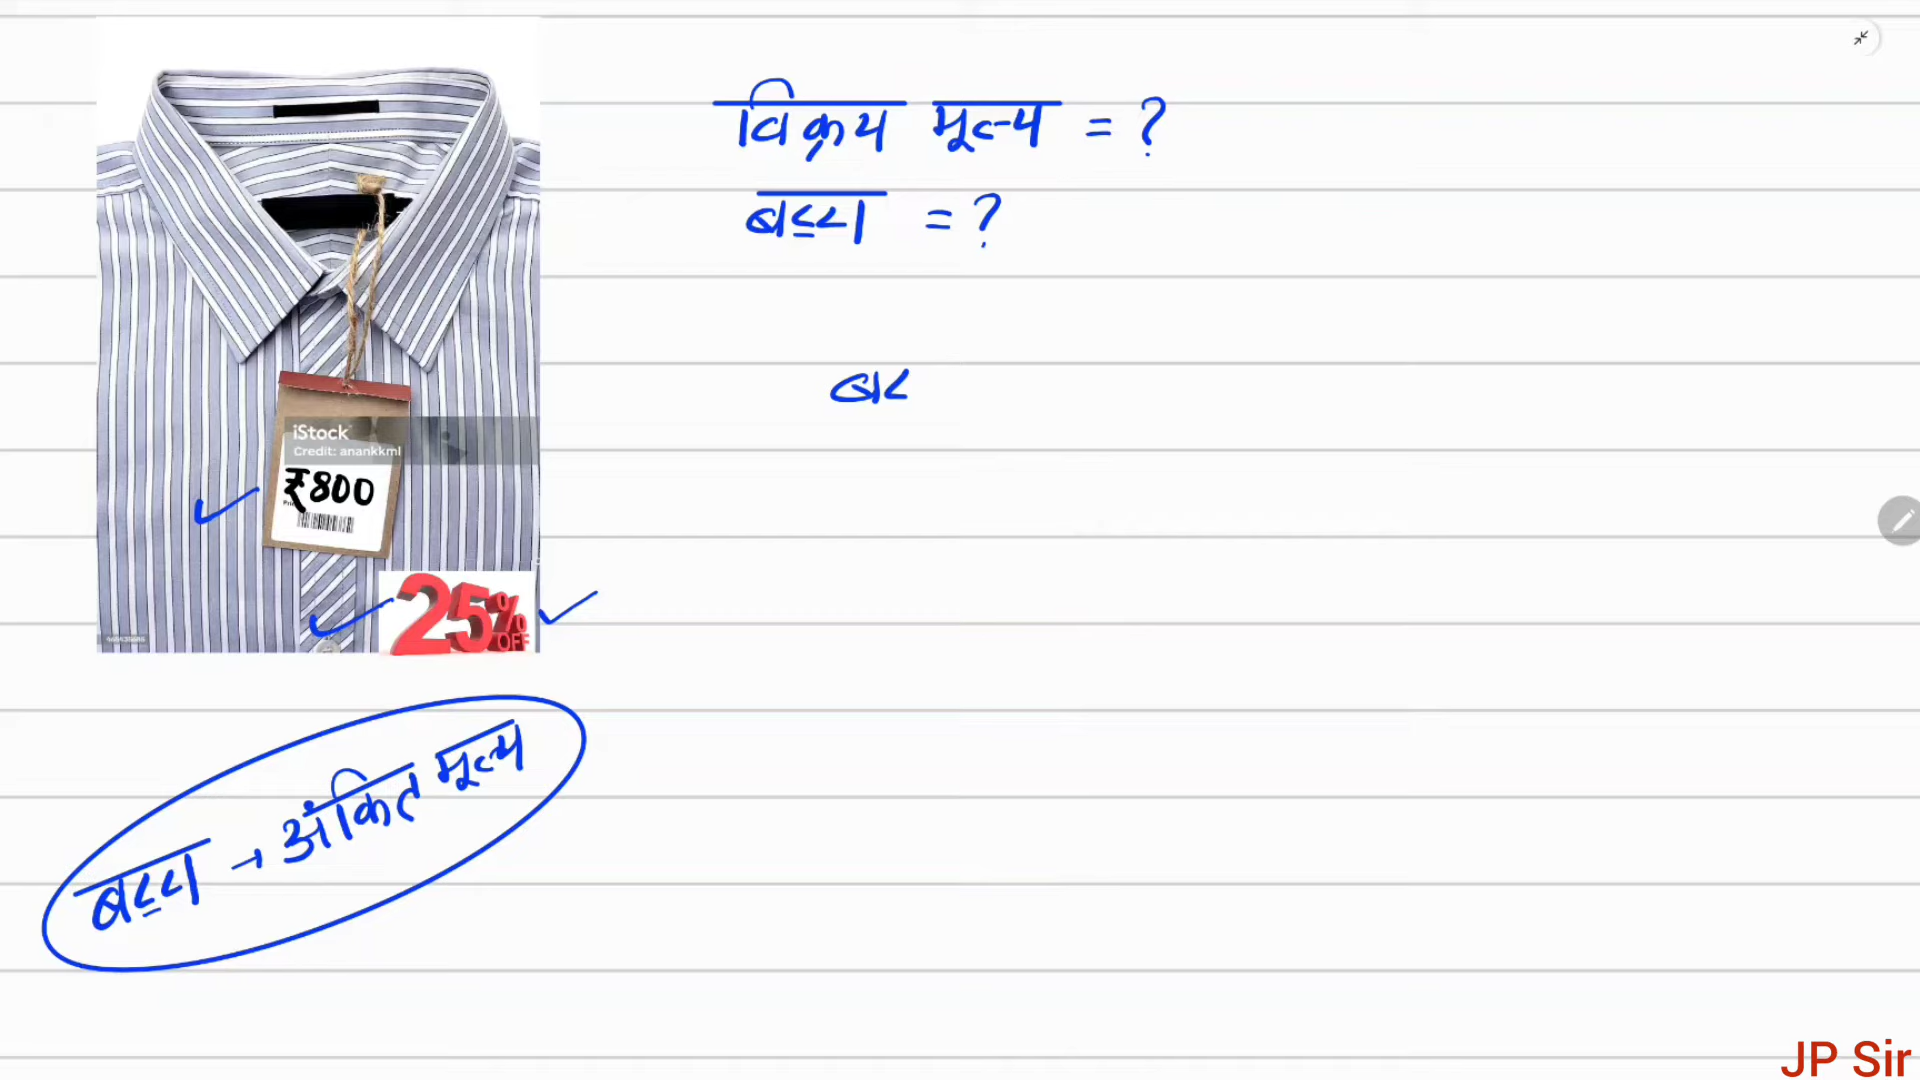 विक्रय मूल्य = ?
बट्टा = ?
बट
iStock
Credit: anankkml
₹800
25% OFF
बट्टा → अंकित मूल्य
JP Sir